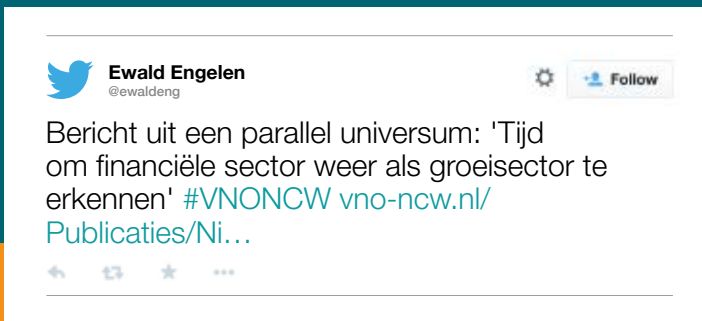 Ewald Engelen
@ewaldeng
Follow
Bericht uit een parallel universum: 'Tijd
om financiële sector weer als groeisector te
erkennen' #VNONCW vno-ncw.nl/
Publicaties/Ni…